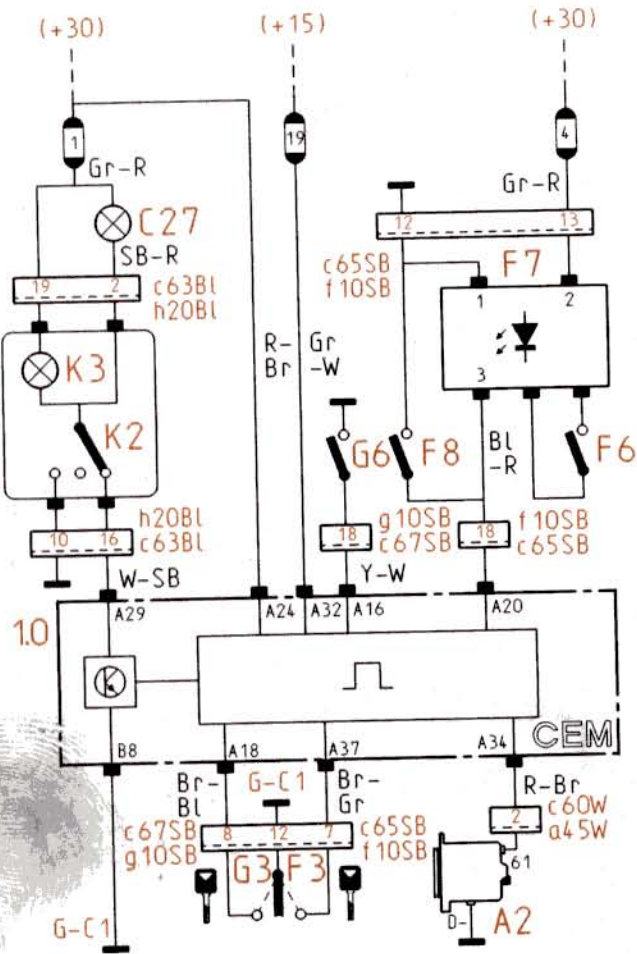 (+30) (+15) (+30)
1 19 4
Gr-R Gr-R
C27 12 13
SB-R
19 2 c63Bl c65SB F7
h20Bl f10SB
1 2
K3 R- Gr 3
Br -W
K2 G6 F8 Bl F6
-R
10 16 h20Bl 18 g10SB 18 f10SB
c63Bl c67SB c65SB
W-SB Y-W
A29 A24 A32 A16 A20
1.0
B8 A18 A37 A34 CEM
Br- G-C1 Br- R-Br
Bl Gr
2 c60W
c67SB 8 12 7 c65SB a45W
g10SB f10SB
G3 F3 61
G-C1 D- A2